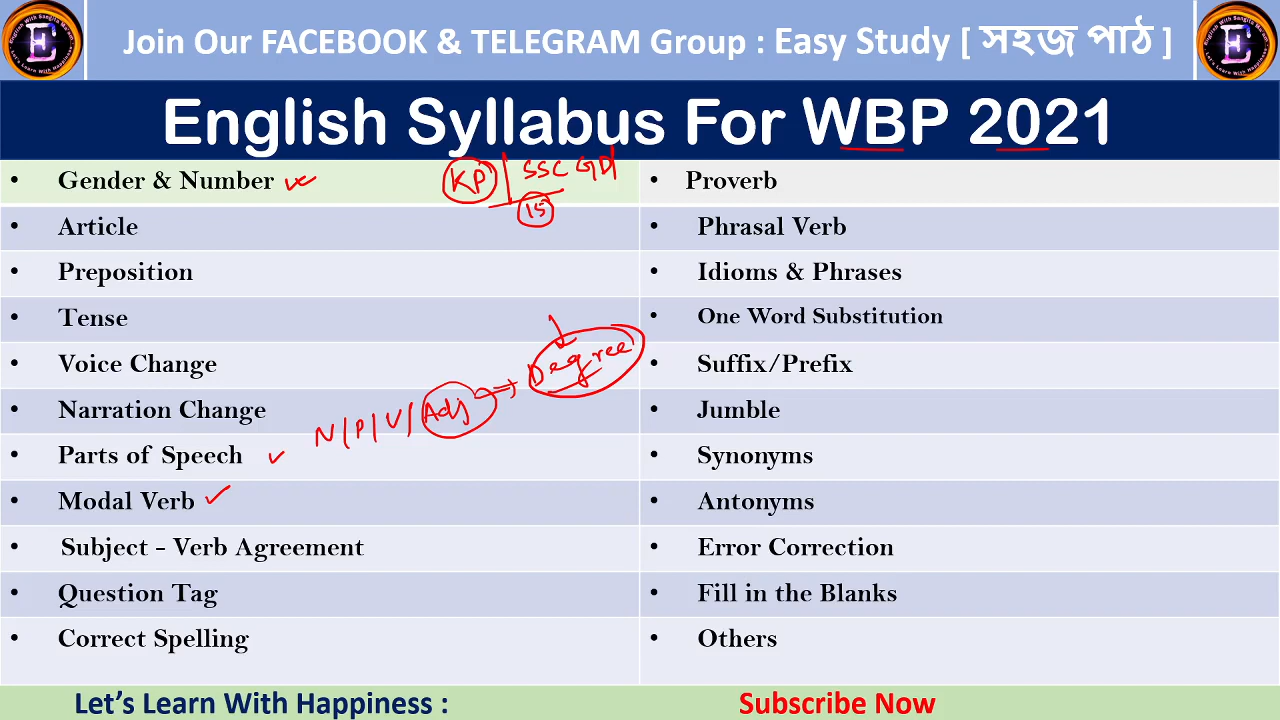 Join Our FACEBOOK & TELEGRAM Group · Easy Study [ সহজ পাঠ ]
English Syllabus For WBP 2021
• Gender & Number
KP | SSC GD
15
• Article
• Preposition
• Tense
• Voice Change
• Narration Change
N/P/V/Adj ⇒ Degree
• Parts of Speech
• Modal Verb
• Subject - Verb Agreement
• Question Tag
• Correct Spelling
• Proverb
• Phrasal Verb
• Idioms & Phrases
• One Word Substitution
• Suffix/Prefix
• Jumble
• Synonyms
• Antonyms
• Error Correction
• Fill in the Blanks
• Others
Let's Learn With Happiness :
Subscribe Now